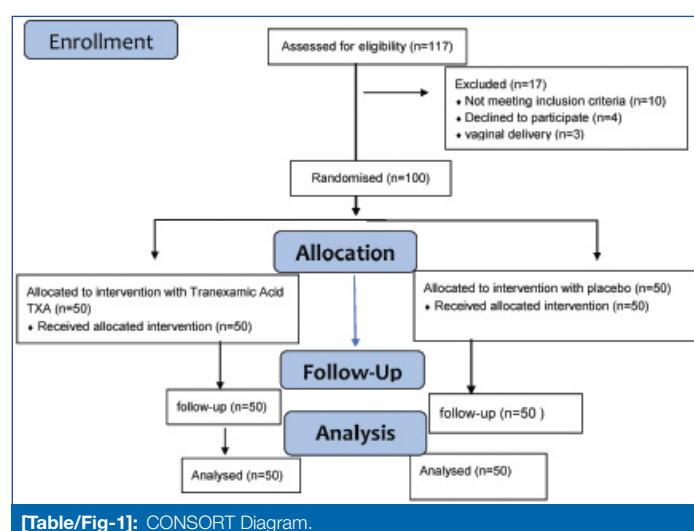 Enrollment
Assessed for eligibility (n=117)
Excluded (n=17)
♦ Not meeting inclusion criteria (n=10)
♦ Declined to participate (n=4)
♦ vaginal delivery (n=3)
Randomised (n=100)
Allocation
Allocated to intervention with Tranexamic Acid
TXA (n=50)
♦ Received allocated intervention (n=50)
Allocated to intervention with placebo (n=50)
♦ Received allocated intervention (n=50)
Follow-Up
follow-up (n=50)
follow-up (n=50 )
Analysis
Analysed (n=50)
Analysed (n=50)
[Table/Fig-1]: CONSORT Diagram.